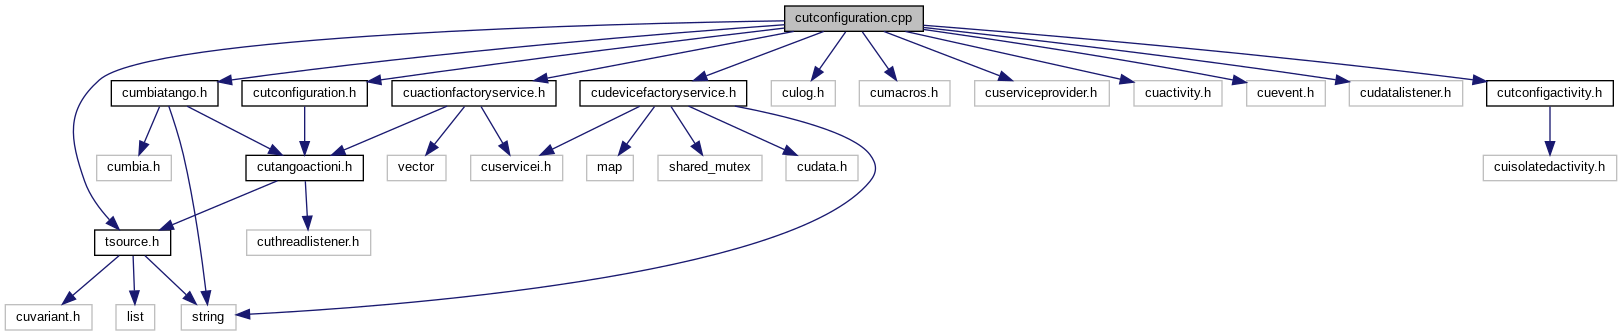 cutconfiguration.cpp
cumbiatango.h
cutconfiguration.h
cuactionfactoryservice.h
cudevicefactoryservice.h
culog.h
cumacros.h
cuserviceprovider.h
cuactivity.h
cuevent.h
cudatalistener.h
cutconfigactivity.h
cumbia.h
cutangoactioni.h
vector
cuservicei.h
map
shared_mutex
cudata.h
cuisolatedactivity.h
tsource.h
cuthreadlistener.h
cuvariant.h
list
string